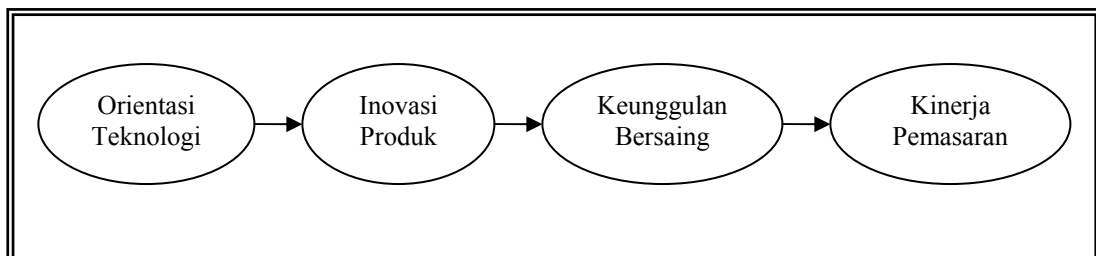 Orientasi
Teknologi
Inovasi
Produk
Keunggulan
Bersaing
Kinerja
Pemasaran